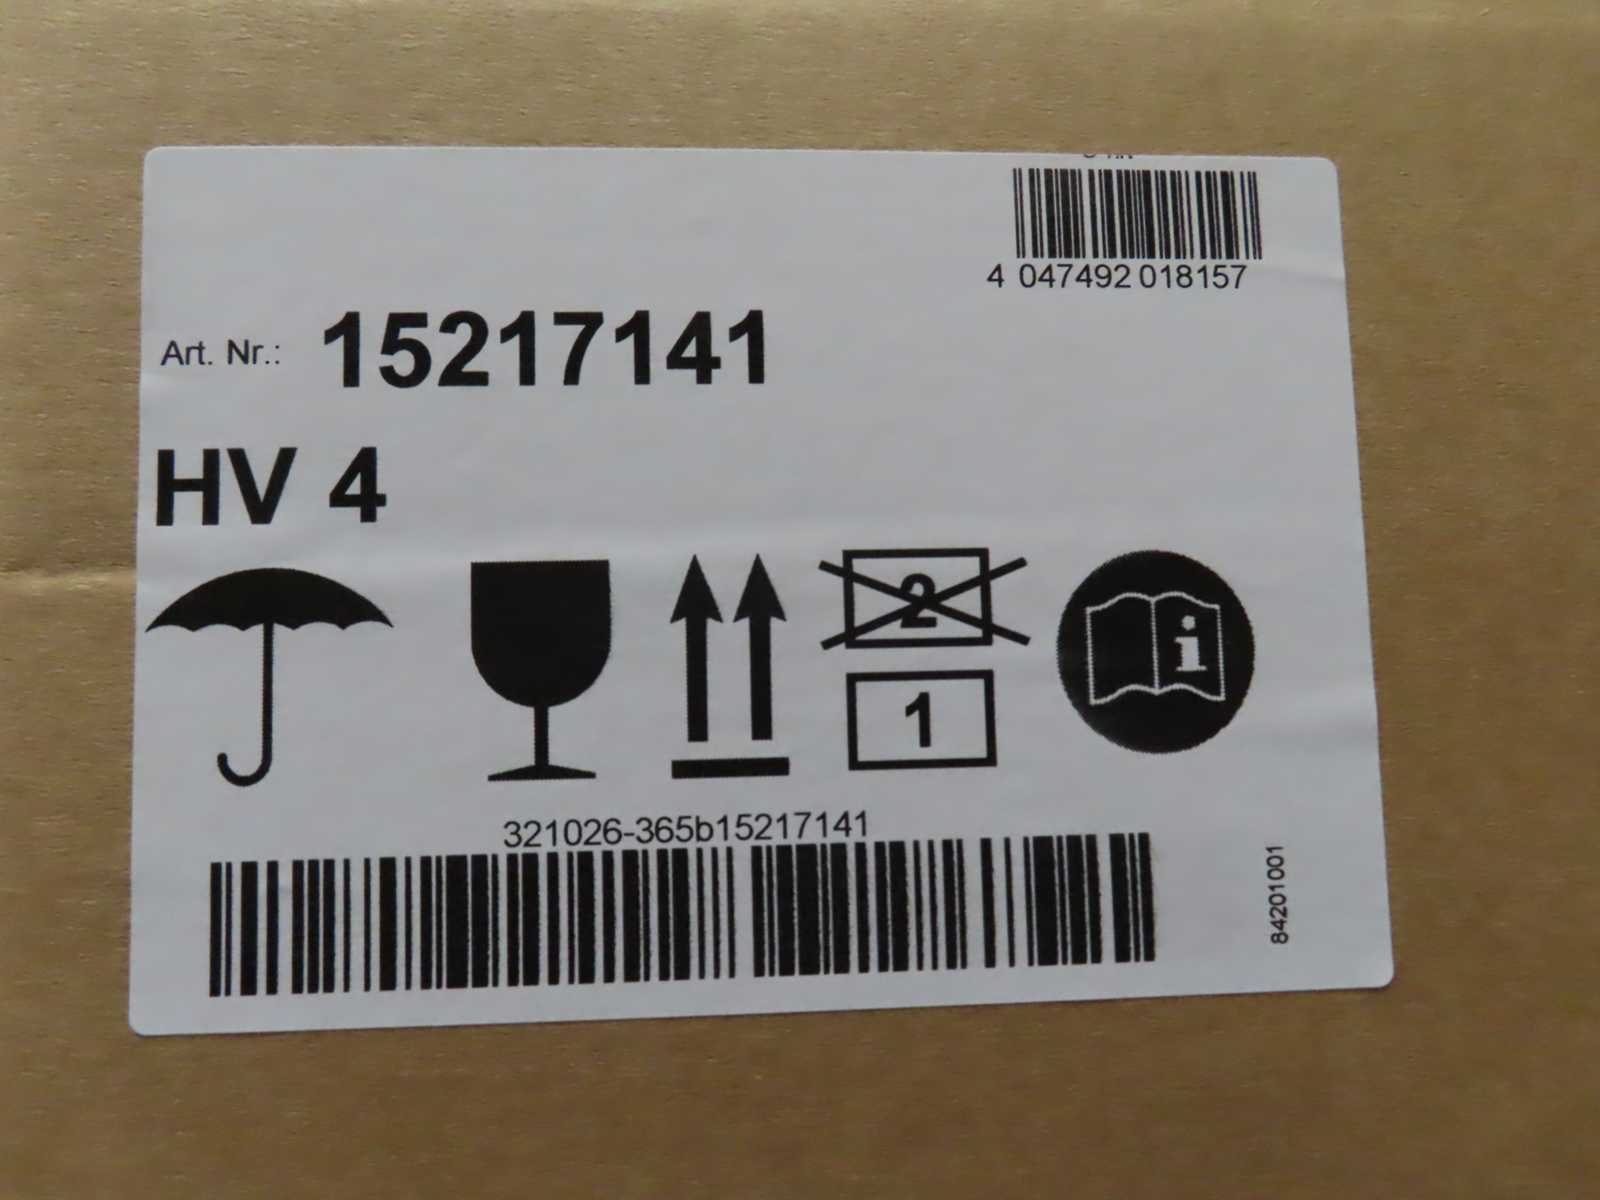 4 047492 018157
Art. Nr.: 15217141
HV 4
2
1
i
321026-365b15217141
84201001